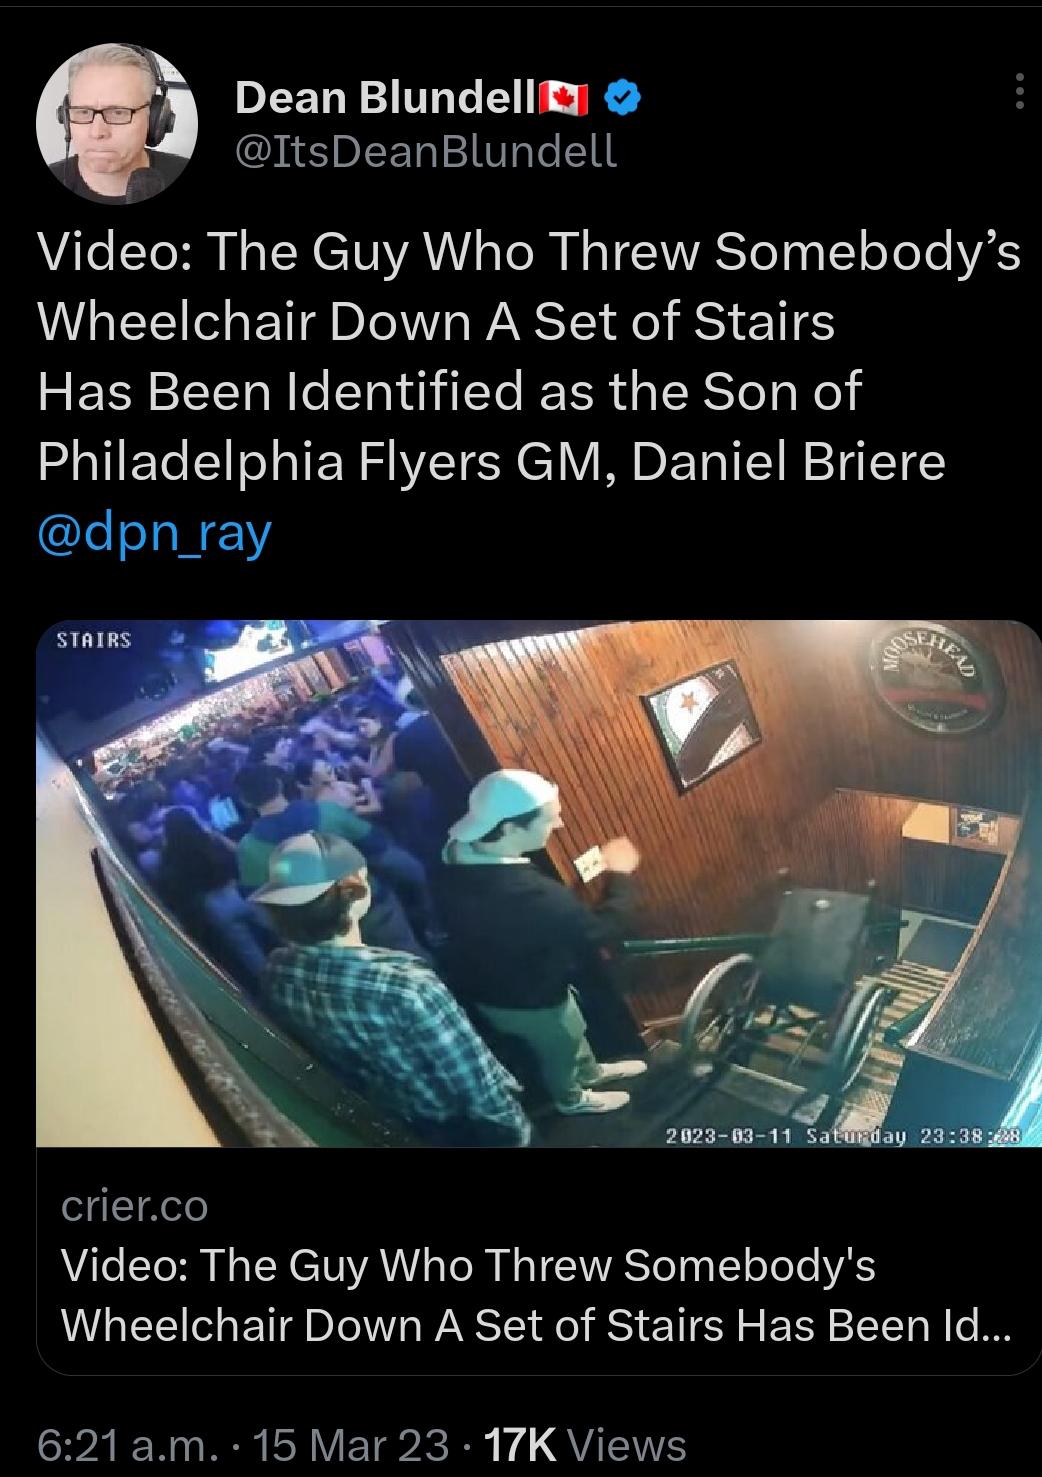 Dean Blundell🇨🇦
@ItsDeanBlundell
Video: The Guy Who Threw Somebody’s
Wheelchair Down A Set of Stairs
Has Been Identified as the Son of
Philadelphia Flyers GM, Daniel Briere
@dpn_ray
STAIRS
MOOSEHEAD
2023-03-11 Saturday 23:38:28
crier.co
Video: The Guy Who Threw Somebody's
Wheelchair Down A Set of Stairs Has Been Id...
6:21 a.m. · 15 Mar 23 · 17K Views